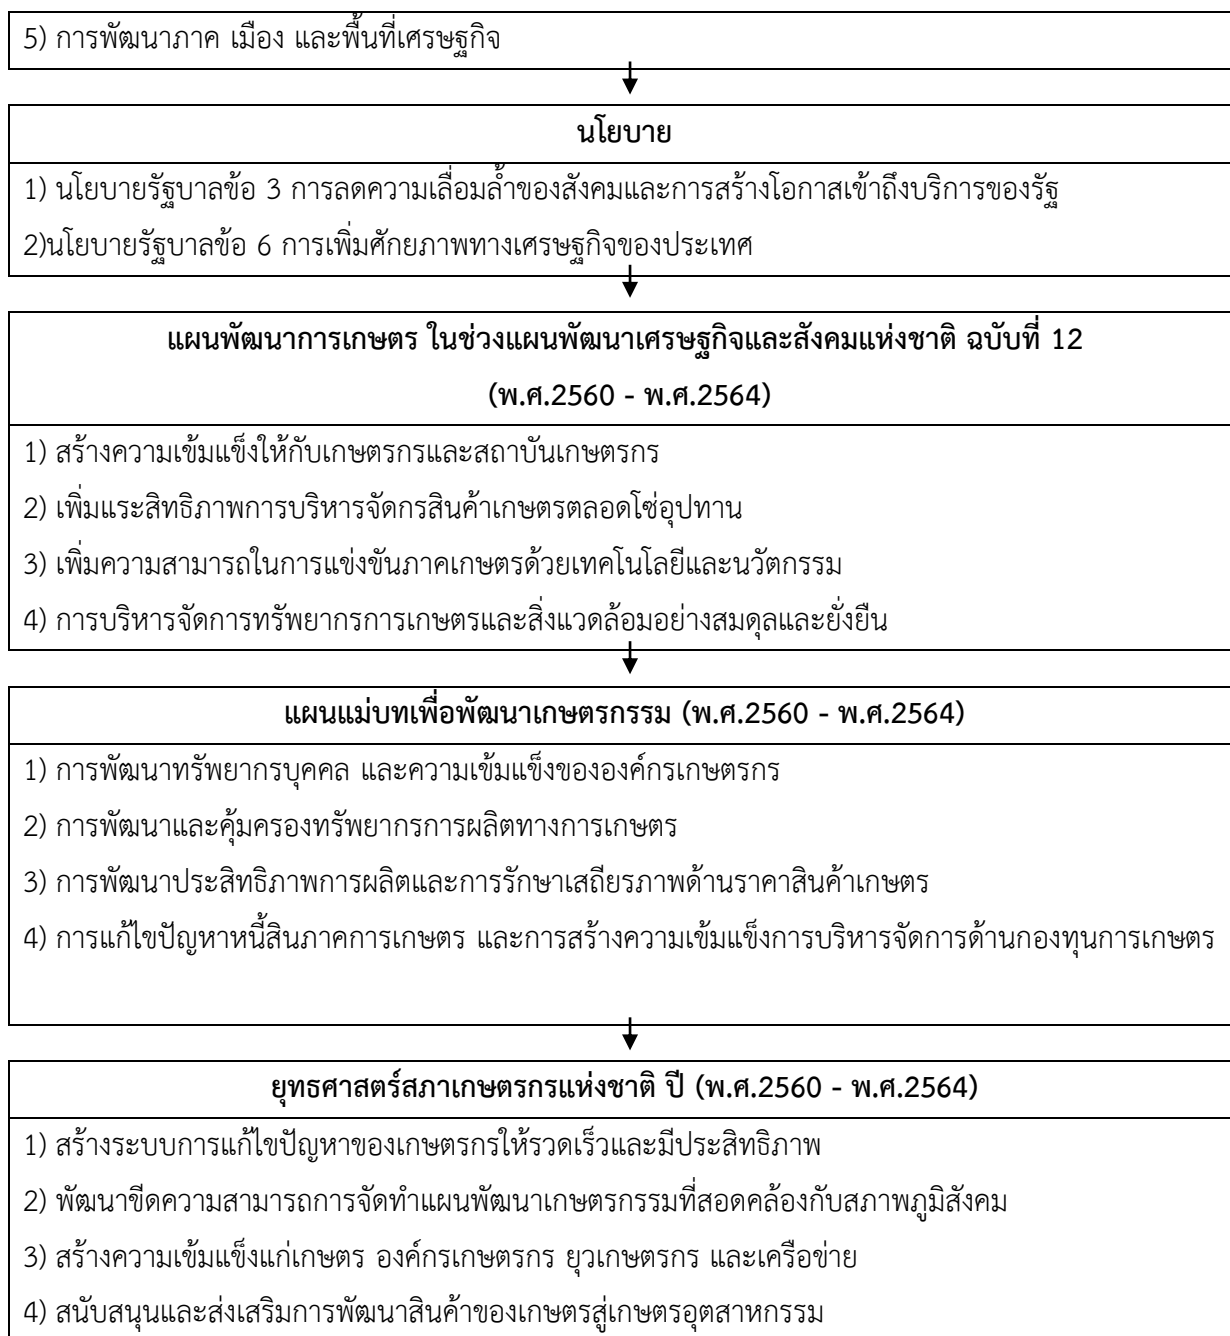 5) การพัฒนาภาค เมือง และพื้นที่เศรษฐกิจ
นโยบาย
1) นโยบายรัฐบาลข้อ 3 การลดความเลื่อมล้ำของสังคมและการสร้างโอกาสเข้าถึงบริการของรัฐ
2)นโยบายรัฐบาลข้อ 6 การเพิ่มศักยภาพทางเศรษฐกิจของประเทศ
แผนพัฒนาการเกษตร ในช่วงแผนพัฒนาเศรษฐกิจและสังคมแห่งชาติ ฉบับที่ 12
(พ.ศ.2560 - พ.ศ.2564)
1) สร้างความเข้มแข็งให้กับเกษตรกรและสถาบันเกษตรกร
2) เพิ่มแระสิทธิภาพการบริหารจัดกรสินค้าเกษตรตลอดโซ่อุปทาน
3) เพิ่มความสามารถในการแข่งขันภาคเกษตรด้วยเทคโนโลยีและนวัตกรรม
4) การบริหารจัดการทรัพยากรการเกษตรและสิ่งแวดล้อมอย่างสมดุลและยั่งยืน
แผนแม่บทเพื่อพัฒนาเกษตรกรรม (พ.ศ.2560 - พ.ศ.2564)
1) การพัฒนาทรัพยากรบุคคล และความเข้มแข็งขององค์กรเกษตรกร
2) การพัฒนาและคุ้มครองทรัพยากรการผลิตทางการเกษตร
3) การพัฒนาประสิทธิภาพการผลิตและการรักษาเสถียรภาพด้านราคาสินค้าเกษตร
4) การแก้ไขปัญหาหนี้สินภาคการเกษตร และการสร้างความเข้มแข็งการบริหารจัดการด้านกองทุนการเกษตร
ยุทธศาสตร์สภาเกษตรกรแห่งชาติ ปี (พ.ศ.2560 - พ.ศ.2564)
1) สร้างระบบการแก้ไขปัญหาของเกษตรกรให้รวดเร็วและมีประสิทธิภาพ
2) พัฒนาขีดความสามารถการจัดทำแผนพัฒนาเกษตรกรรมที่สอดคล้องกับสภาพภูมิสังคม
3) สร้างความเข้มแข็งแก่เกษตร องค์กรเกษตรกร ยุวเกษตรกร และเครือข่าย
4) สนับสนุนและส่งเสริมการพัฒนาสินค้าของเกษตรสู่เกษตรอุตสาหกรรม